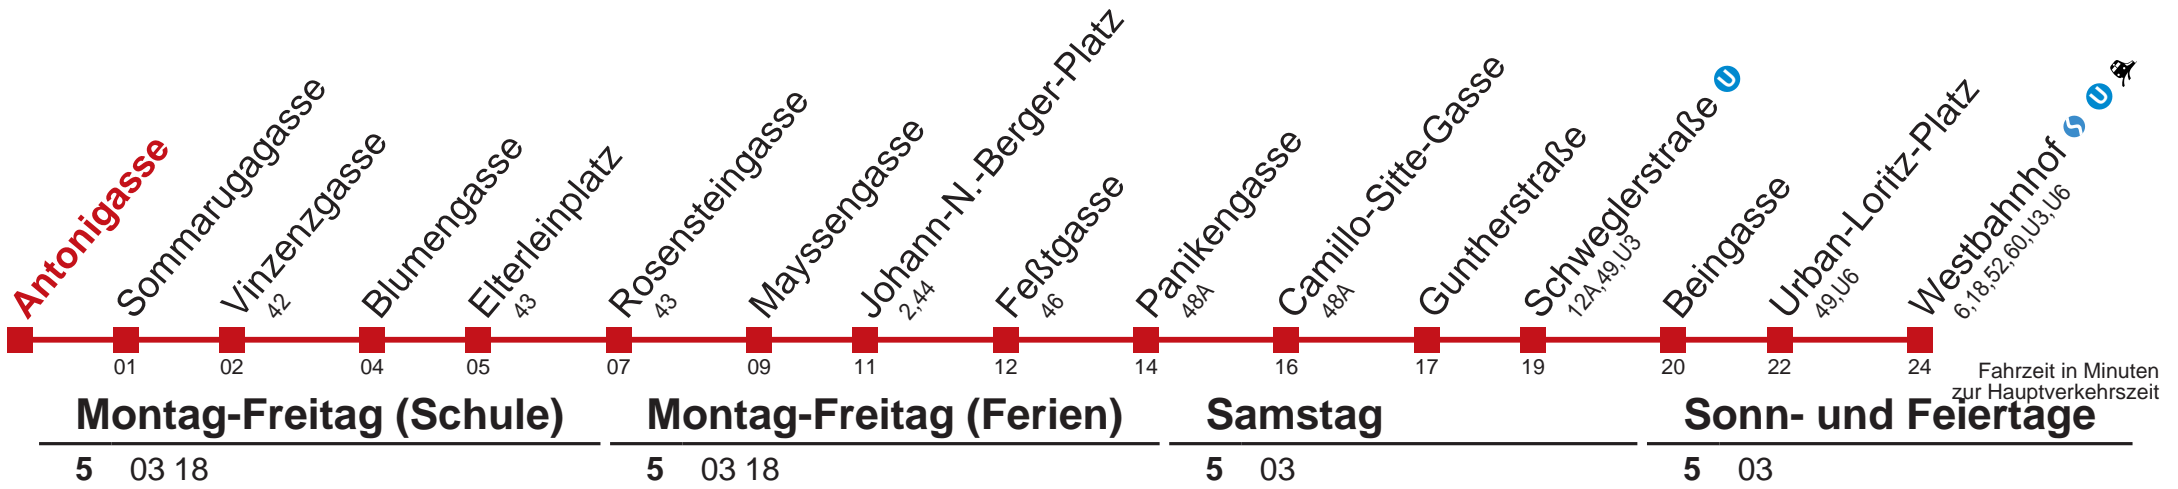 Antonigasse
Sommarugagasse
Vinzenzgasse
42
Blumengasse
Elterleinplatz
43
Rosensteingasse
43
Mayssengasse
Johann-N.-Berger-Platz
2,44
Feßtgasse
46
Panikengasse
48A
Camillo-Sitte-Gasse
48A
Guntherstraße
Schweglerstraße U
12A,49,U3
Beingasse
Urban-Loritz-Platz
49,U6
Westbahnhof S U
6,18,52,60,U3,U6
01 02 04 05 07 09 11 12 14 16 17 19 20 22 24
Fahrzeit in Minuten
zur Hauptverkehrszeit
Montag-Freitag (Schule) Montag-Freitag (Ferien) Samstag Sonn- und Feiertage
5 03 18 5 03 18 5 03 5 03